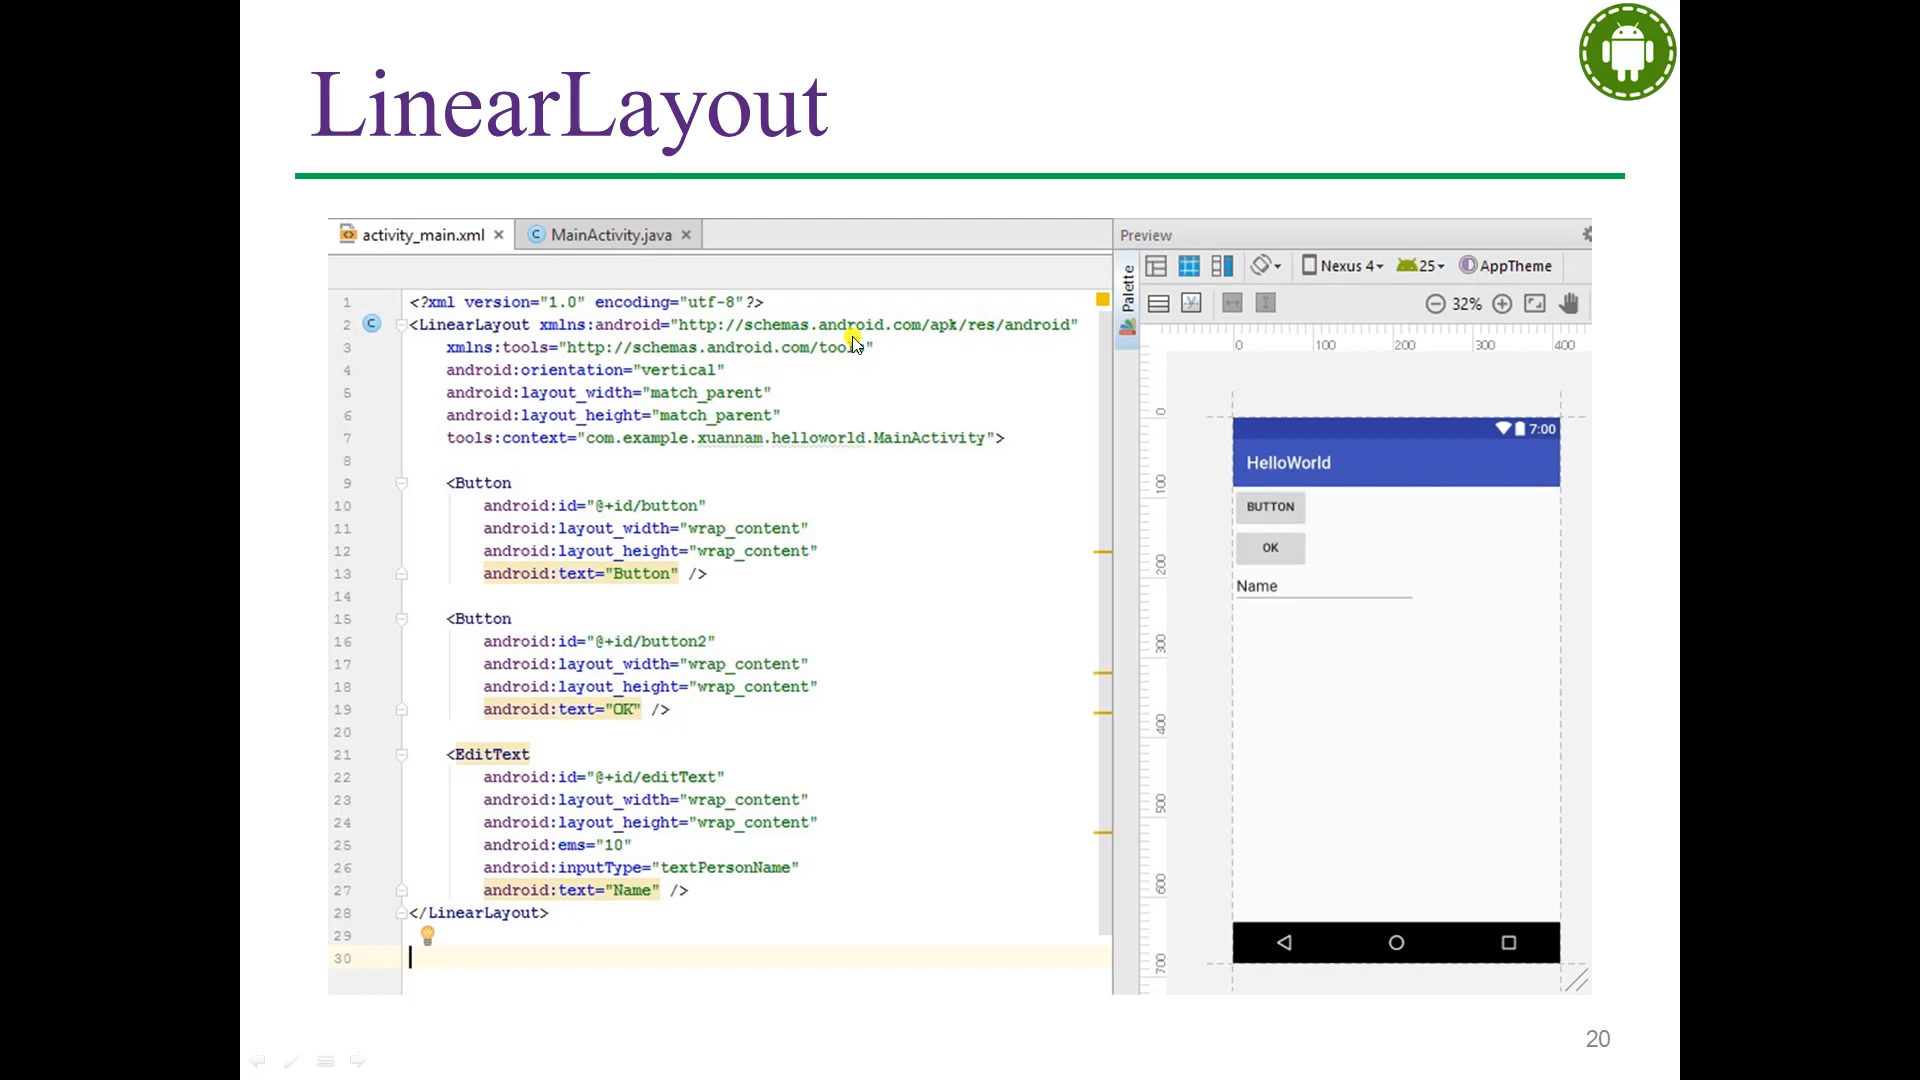 LinearLayout
activity_main.xml
MainActivity.java
Preview
Palette
Nexus 4
25
AppTheme
32%
1 <?xml version="1.0" encoding="utf-8"?>
2 <LinearLayout xmlns:android="http://schemas.android.com/apk/res/android"
3 xmlns:tools="http://schemas.android.com/tools"
4 android:orientation="vertical"
5 android:layout_width="match_parent"
6 android:layout_height="match_parent"
7 tools:context="com.example.xuannam.helloworld.MainActivity">
8
9 <Button
10 android:id="@+id/button"
11 android:layout_width="wrap_content"
12 android:layout_height="wrap_content"
13 android:text="Button" />
14
15 <Button
16 android:id="@+id/button2"
17 android:layout_width="wrap_content"
18 android:layout_height="wrap_content"
19 android:text="OK" />
20
21 <EditText
22 android:id="@+id/editText"
23 android:layout_width="wrap_content"
24 android:layout_height="wrap_content"
25 android:ems="10"
26 android:inputType="textPersonName"
27 android:text="Name" />
28 </LinearLayout>
29
30
0 100 200 300 400
0
100
200
300
400
500
600
700
7:00
HelloWorld
BUTTON
OK
Name
20